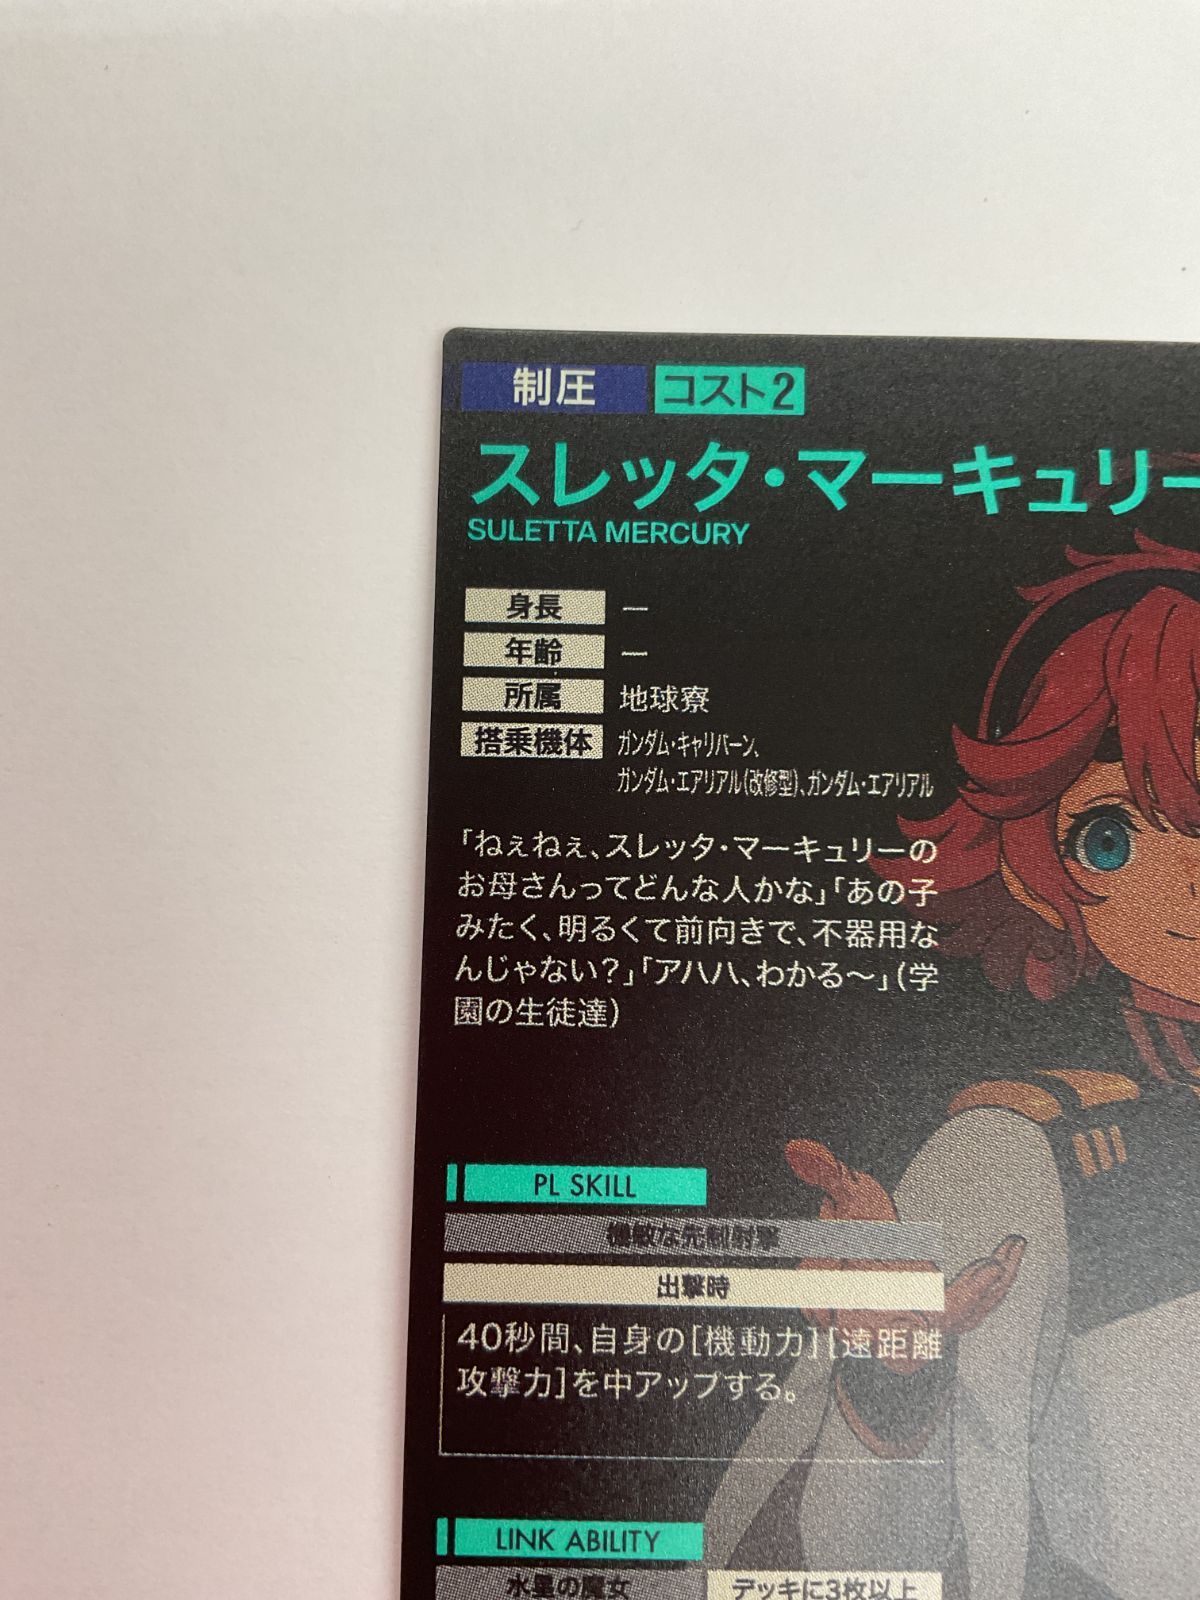 制圧 コスト2
スレッタ・マーキュリー
SULETTA MERCURY
身長 —
年齢 —
所属 地球寮
搭乗機体 ガンダム・キャリバーン、
ガンダム・エアリアル(改修型)、ガンダム・エアリアル
「ねぇねぇ、スレッタ・マーキュリーの
お母さんってどんな人かな」「あの子
みたく、明るくて前向きで、不器用な
んじゃない？」「アハハ、わかる〜」（学
園の生徒達）
PL SKILL
機敏な先制射撃
出撃時
40秒間、自身の［機動力］［遠距離
攻撃力］を中アップする。
LINK ABILITY
水星の魔女 デッキに3枚以上